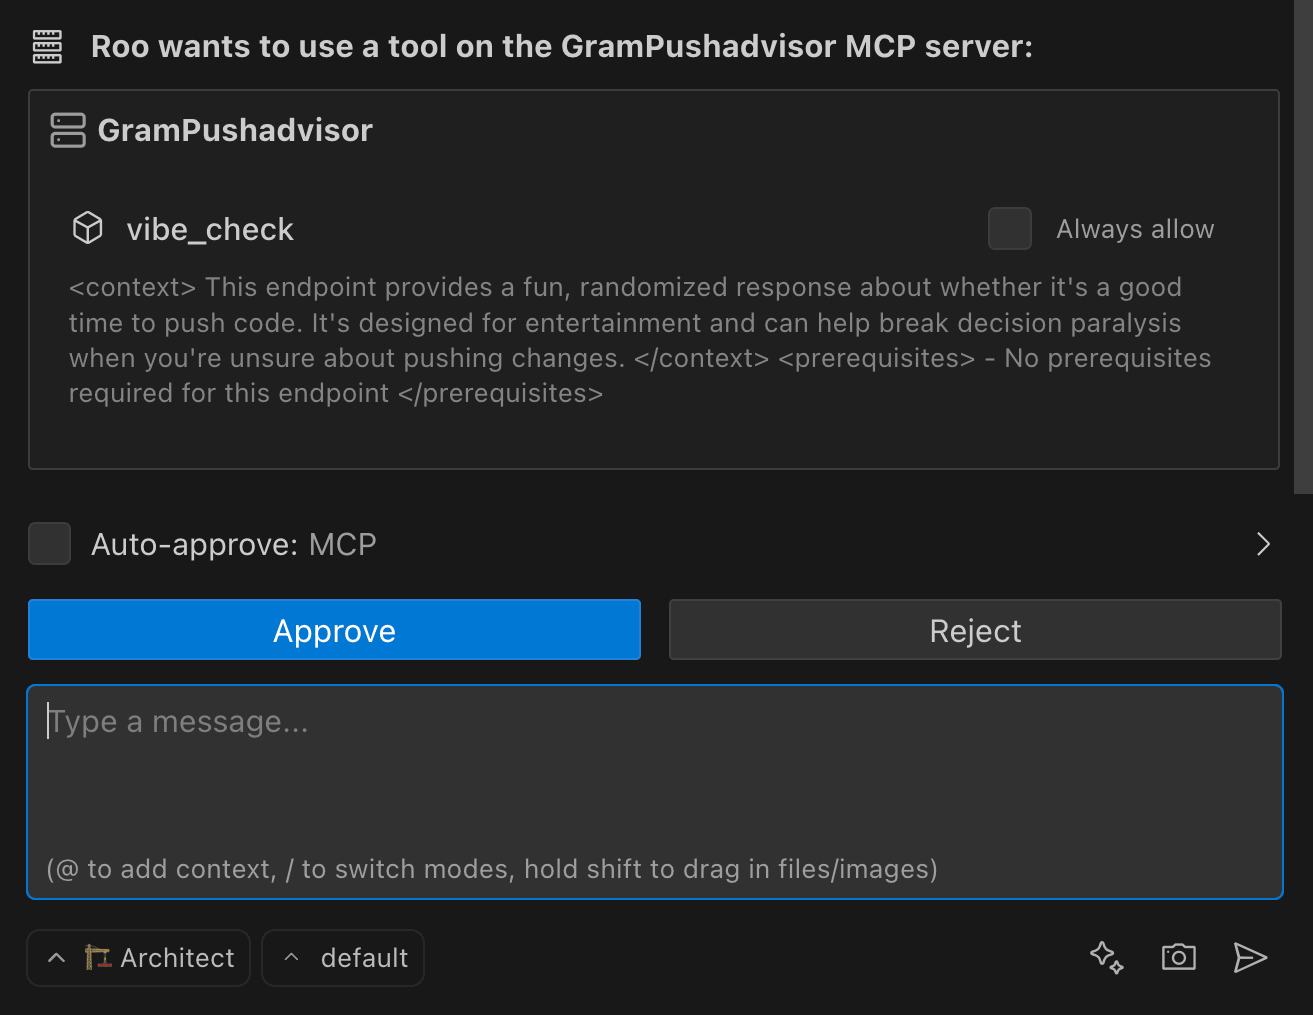 Roo wants to use a tool on the GramPushadvisor MCP server:
GramPushadvisor
vibe_check
Always allow
<context> This endpoint provides a fun, randomized response about whether it's a good
time to push code. It's designed for entertainment and can help break decision paralysis
when you're unsure about pushing changes. </context> <prerequisites> - No prerequisites
required for this endpoint </prerequisites>
Auto-approve: MCP
Approve
Reject
Type a message...
(@ to add context, / to switch modes, hold shift to drag in files/images)
Architect
default